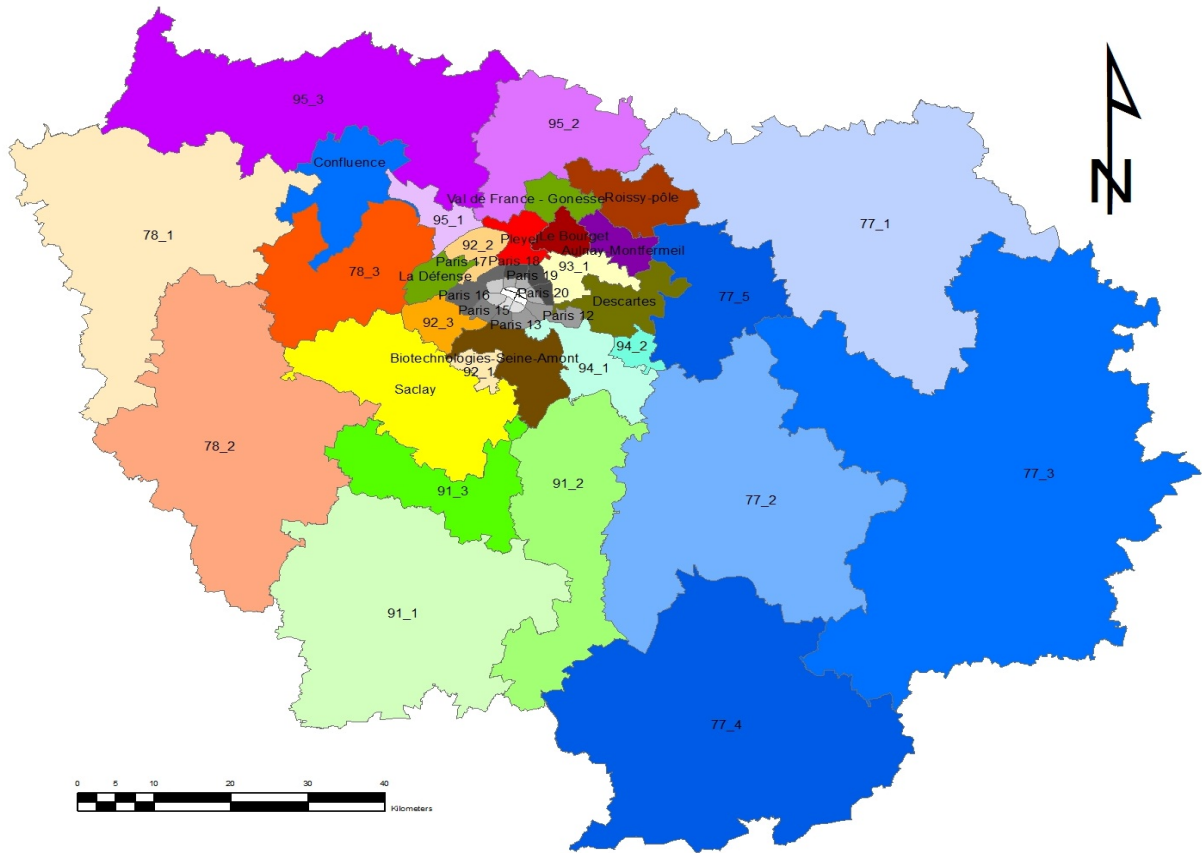 95_3
95_2
Confluence
Val de France - Gonesse
Roissy-pôle
95_1
77_1
78_1
Pleyel
Le Bourget
92_2
Aulnay Montfermeil
Paris 17
Paris 18
78_3
La Défense
Paris 19
93_1
Paris 16
Paris 20
77_5
Descartes
Paris 15
Paris 12
92_3
Paris 13
94_2
Biotechnologies-Seine-Amont
92_1
94_1
Saclay
78_2
77_3
91_3
91_2
77_2
91_1
77_4
N
0 5 10 20 30 40
Kilometers